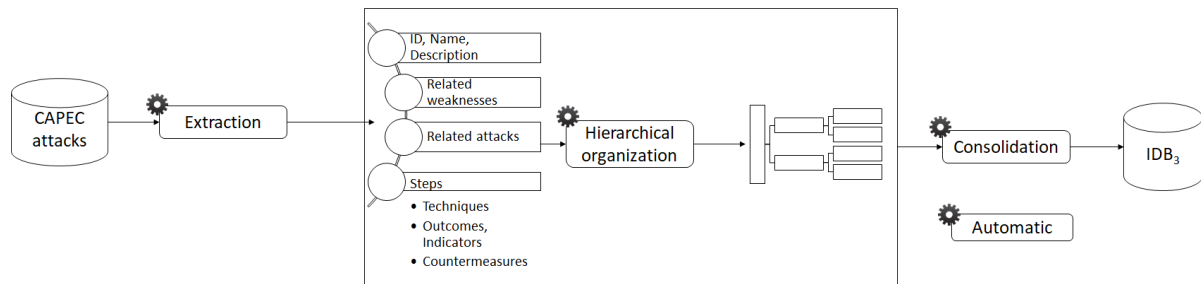 CAPEC
attacks
Extraction
ID, Name,
Description
Related
weaknesses
Related attacks
Steps
• Techniques
• Outcomes,
Indicators
• Countermeasures
Hierarchical
organization
Consolidation
IDB₃
Automatic